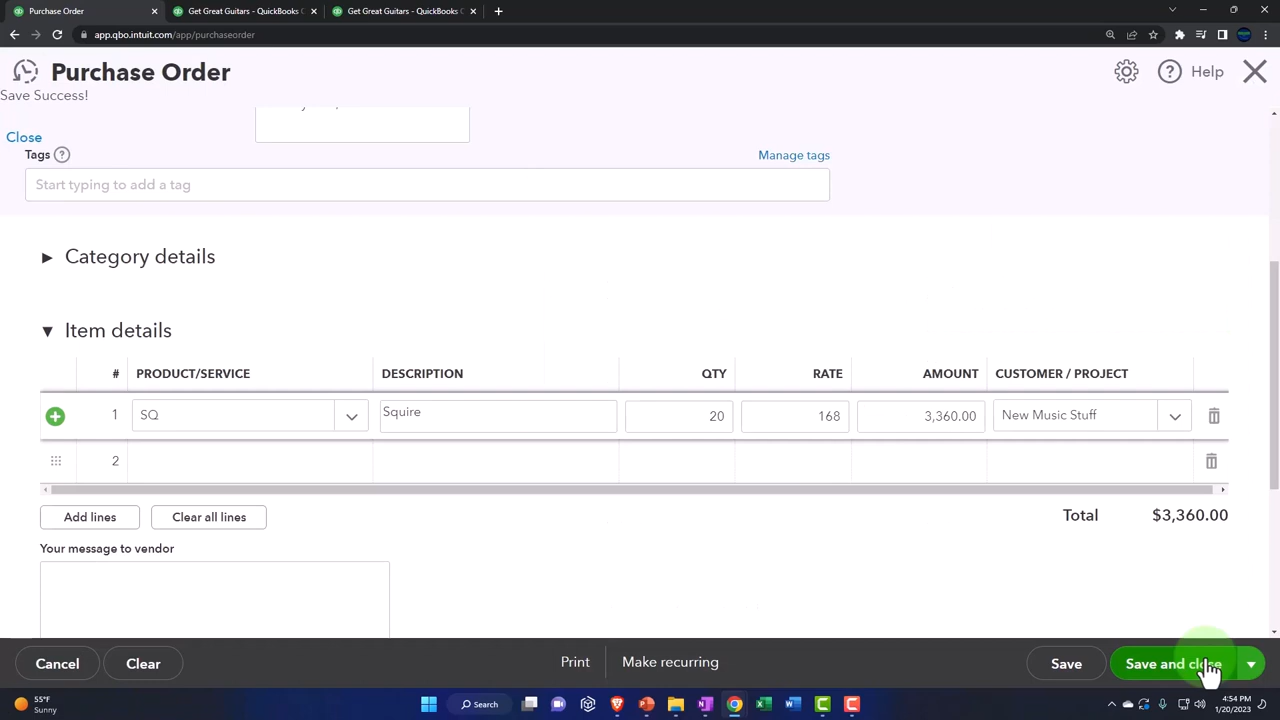 Purchase Order
Get Great Guitars - QuickBooks C
Get Great Guitars - QuickBooks C
app.qbo.intuit.com/app/purchaseorder
Purchase Order
Help
Save Success!
Close
Tags
Manage tags
Start typing to add a tag
Category details
Item details
# PRODUCT/SERVICE DESCRIPTION QTY RATE AMOUNT CUSTOMER / PROJECT
1 SQ Squire 20 168 3,360.00 New Music Stuff
2
Add lines Clear all lines Total $3,360.00
Your message to vendor
Cancel Clear Print Make recurring Save Save and close
55°F
Sunny
Search
4:54 PM
1/20/2023